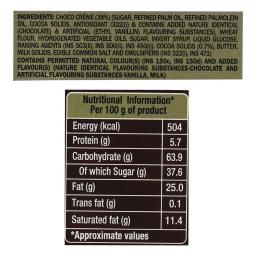 INGREDIENTS: CHOCO CRÈME (38%) (SUGAR, REFINED PALM OIL, REFINED PALMOLEIN
OIL, COCOA SOLIDS, ANTIOXIDANT (322(i)) & CONTAINS ADDED NATURE IDENTICAL
(CHOCOLATE) & ARTIFICIAL (ETHYL VANILLIN) FLAVOURING SUBSTANCES), WHEAT
FLOUR, HYDROGENATED VEGETABLE OILS, SUGAR, INVERT SYRUP, LIQUID GLUCOSE,
RAISING AGENTS (INS 503(ii), INS 500(ii), INS 450(i)), COCOA SOLIDS (0.7%), BUTTER,
MILK SOLIDS, EDIBLE COMMON SALT AND EMULSIFIERS (INS 322(i), INS 471)
CONTAINS PERMITTED NATURAL COLOUR(S) (INS 150c, INS 150d) AND ADDED
FLAVOUR(S) (NATURE IDENTICAL FLAVOURING SUBSTANCES-CHOCOLATE AND
ARTIFICIAL FLAVOURING SUBSTANCES-VANILLA, MILK)
Nutritional Information*
Per 100 g of product
Energy (kcal) 504
Protein (g) 5.7
Carbohydrate (g) 63.9
Of which Sugar (g) 37.6
Fat (g) 25.0
Trans fat (g) 0.1
Saturated fat (g) 11.4
*Approximate values